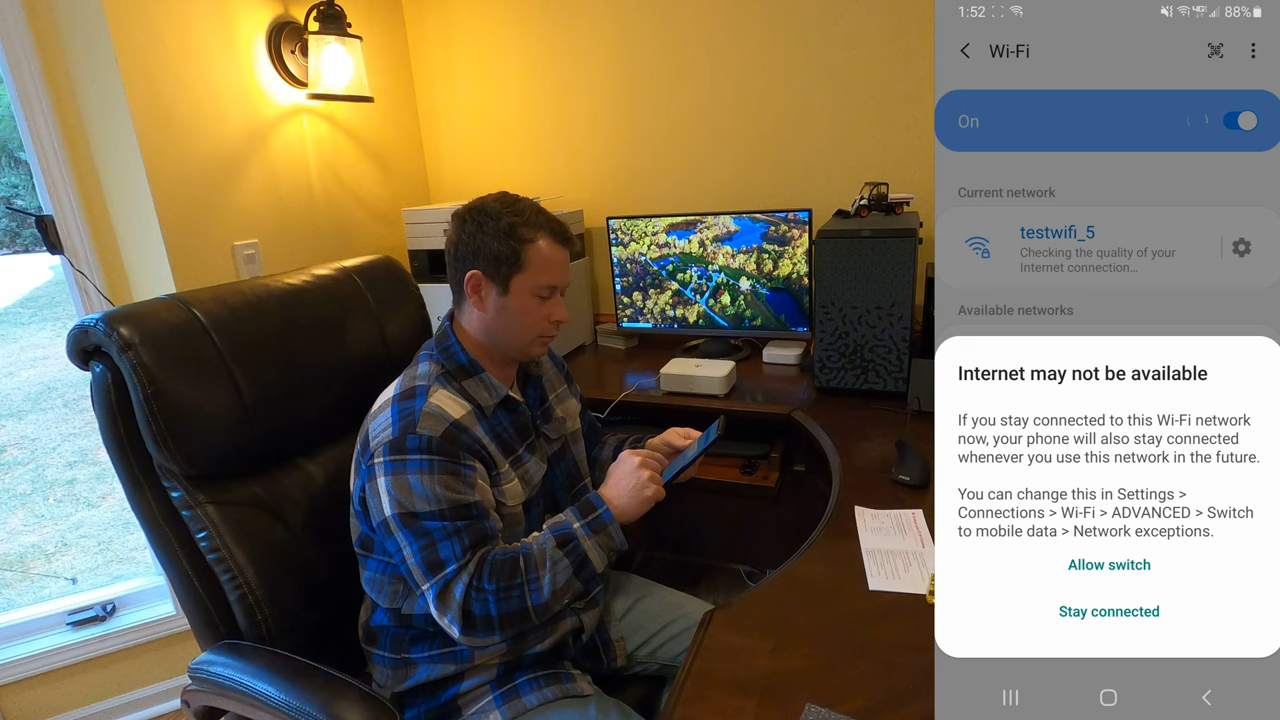 1:52
4G
88%
Wi-Fi
On
Current network
testwifi_5
Checking the quality of your
Internet connection...
Available networks
Internet may not be available
If you stay connected to this Wi-Fi network
now, your phone will also stay connected
whenever you use this network in the future.
You can change this in Settings >
Connections > Wi-Fi > ADVANCED > Switch
to mobile data > Network exceptions.
Allow switch
Stay connected